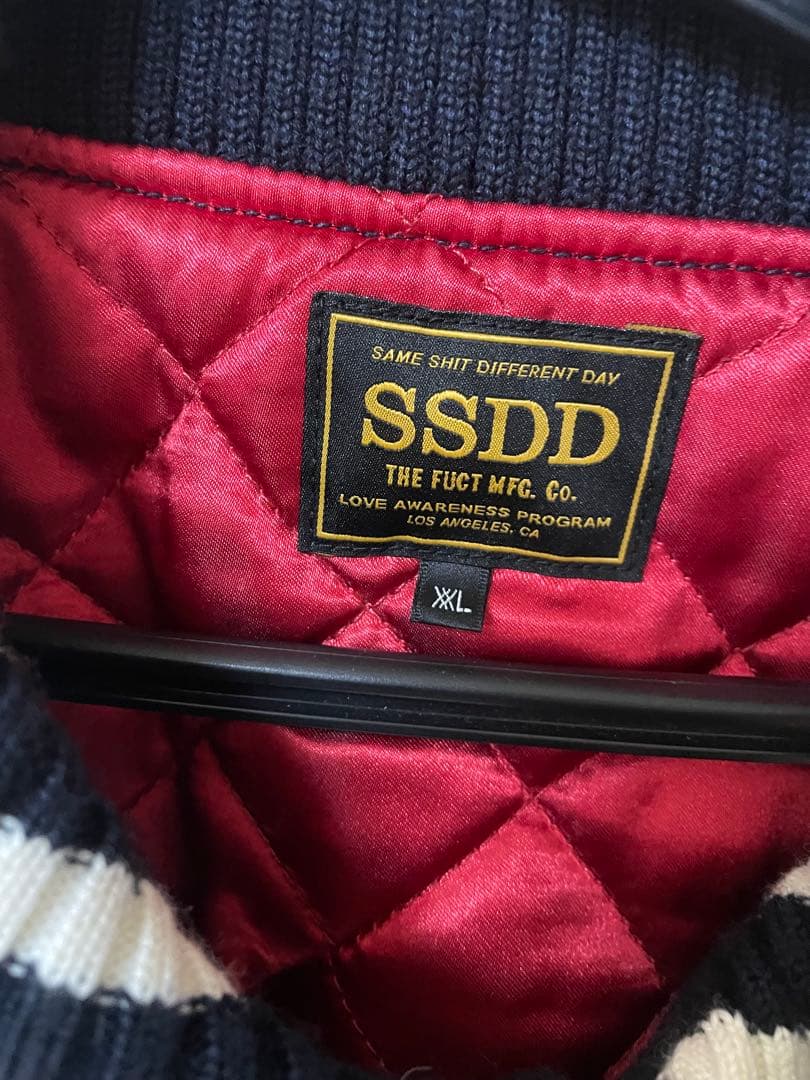 SAME SHIT DIFFERENT DAY
SSDD
THE FUCT MFG. CO.
LOVE AWARENESS PROGRAM
LOS ANGELES, CA
XXL